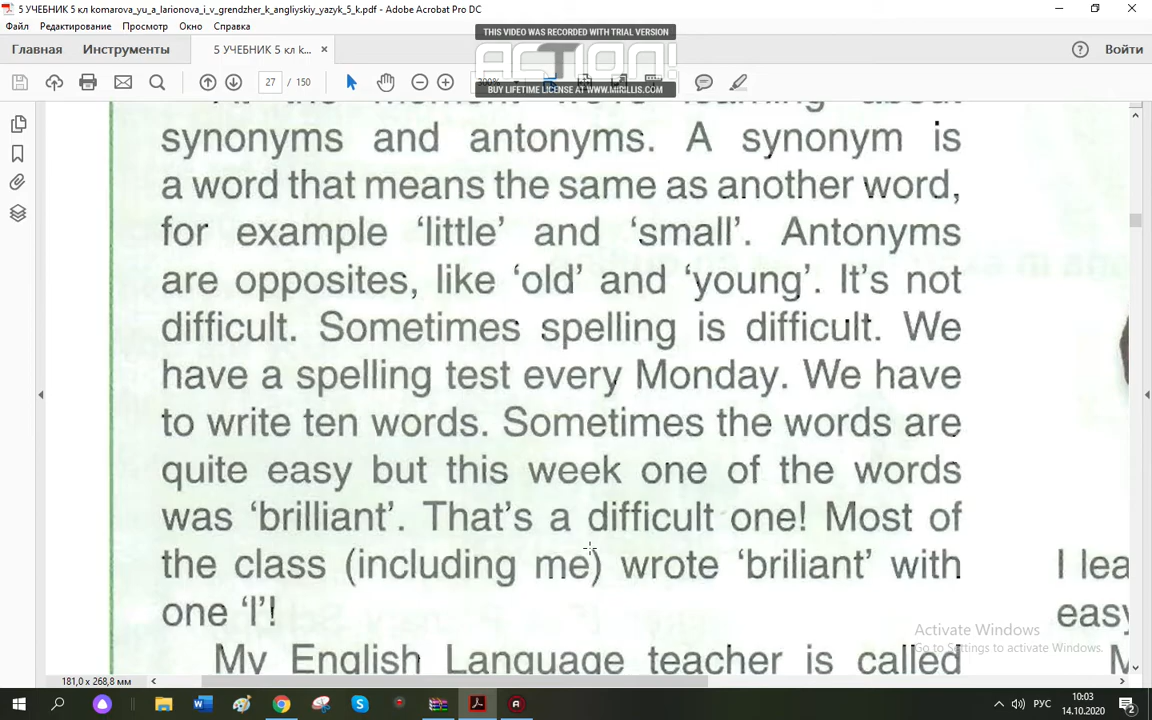 5 УЧЕБНИК 5 кл komarova_yu_a_larionova_i_v_grendzher_k_angliyskiy_yazyk_5_k.pdf - Adobe Acrobat Pro DC
Файл Редактирование Просмотр Окно Справка
THIS VIDEO WAS RECORDED WITH TRIAL VERSION
ACTION!
BUY LIFETIME LICENSE AT WWW.MIRILLIS.COM
Главная Инструменты 5 УЧЕБНИК 5 кл к... Войти
27 / 150
synonyms and antonyms. A synonym is
a word that means the same as another word,
for example ‘little’ and ‘small’. Antonyms
are opposites, like ‘old’ and ‘young’. It’s not
difficult. Sometimes spelling is difficult. We
have a spelling test every Monday. We have
to write ten words. Sometimes the words are
quite easy but this week one of the words
was ‘brilliant’. That’s a difficult one! Most of
the class (including me) wrote ‘briliant’ with
one ‘l’!
My English Language teacher is called
I lea
easy
Activate Windows
Go to Settings to activate Windows.
181,0 x 268,8 мм
РУС
10:03
14.10.2020
2